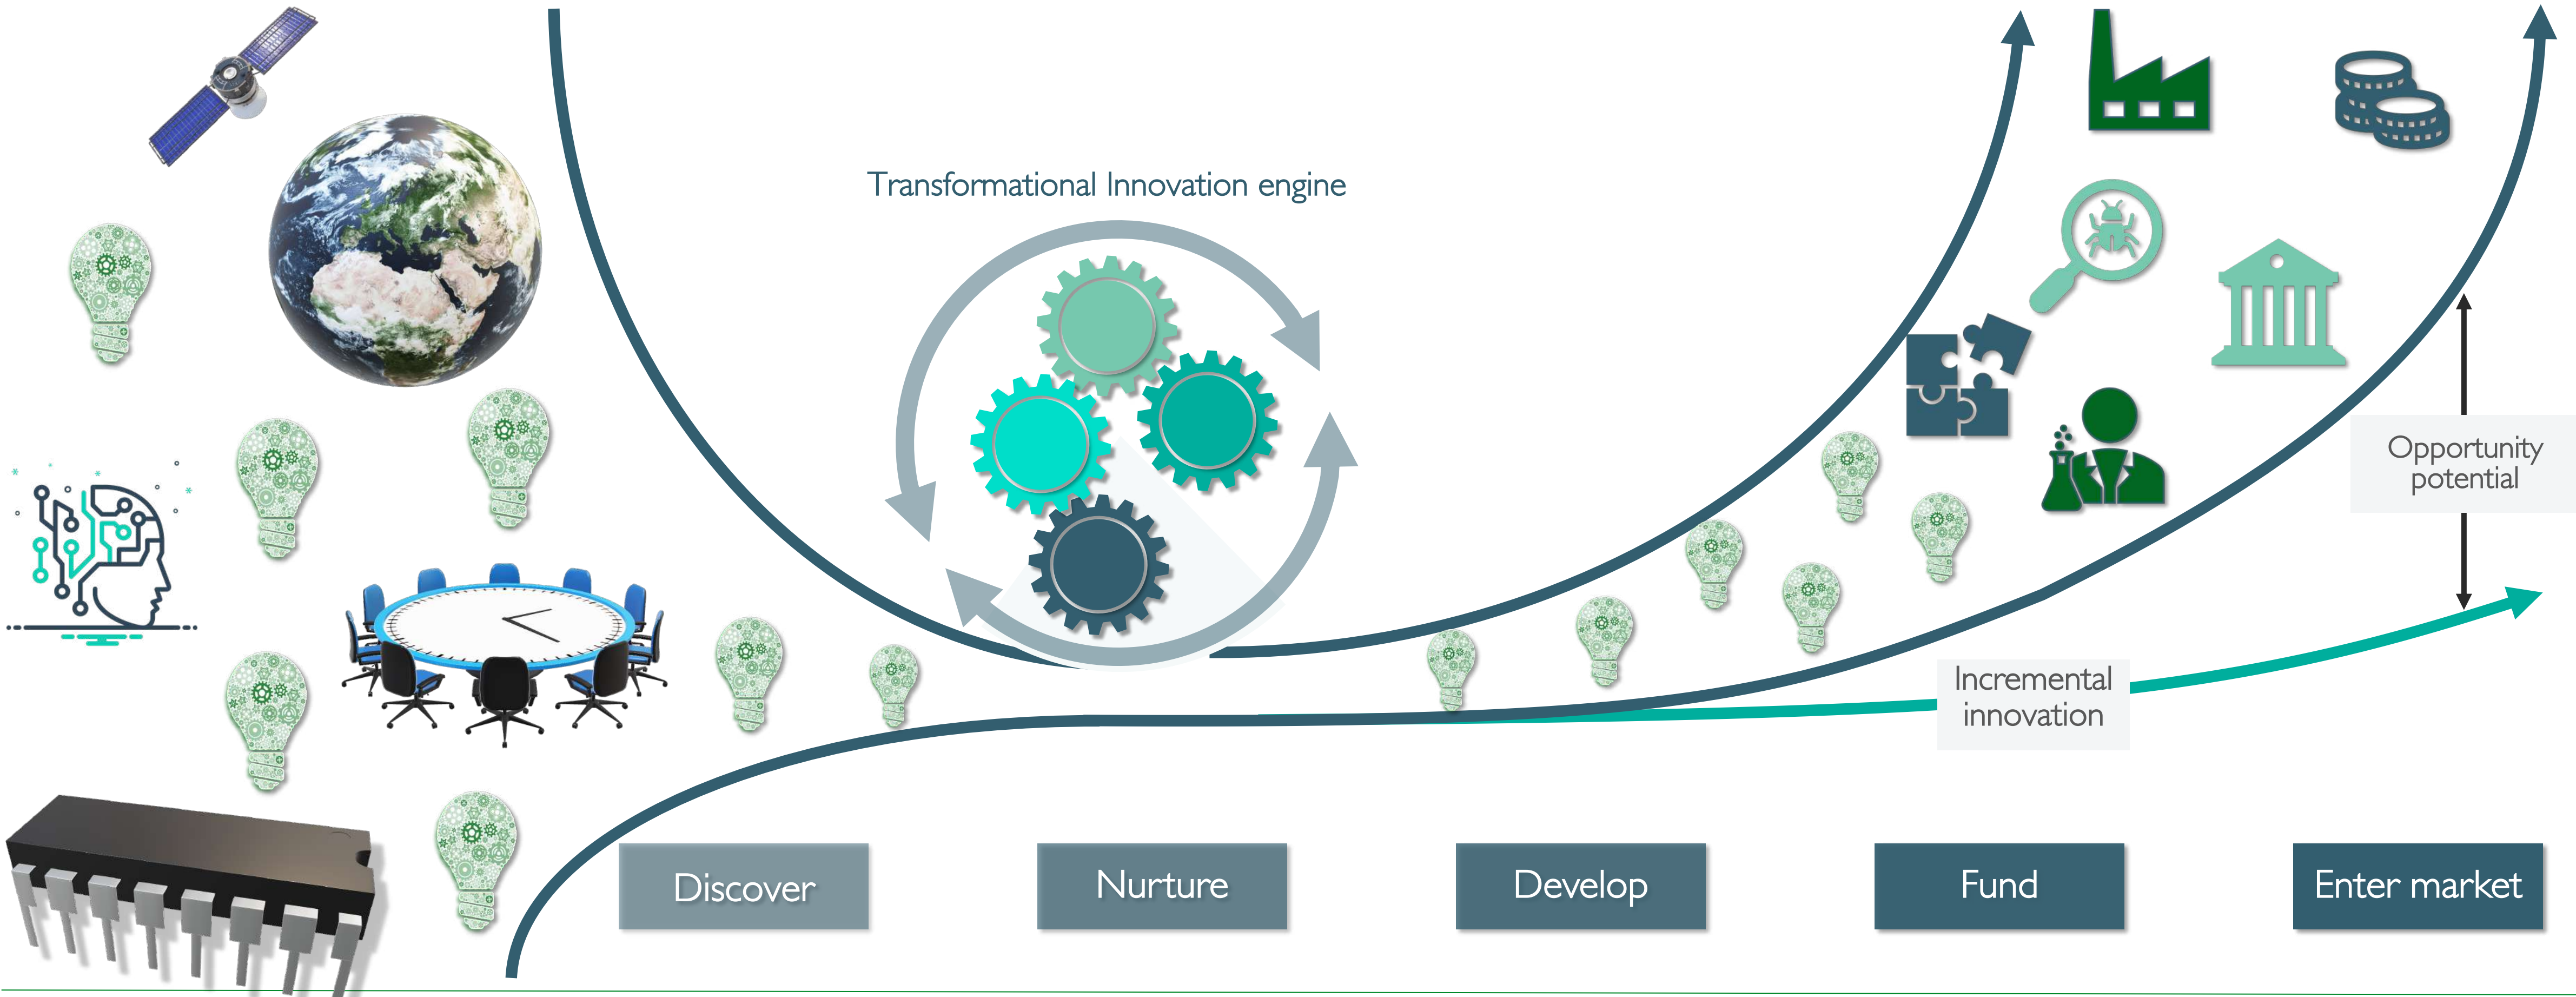 Transformational Innovation engine
Opportunity
potential
Incremental
innovation
Discover
Nurture
Develop
Fund
Enter market